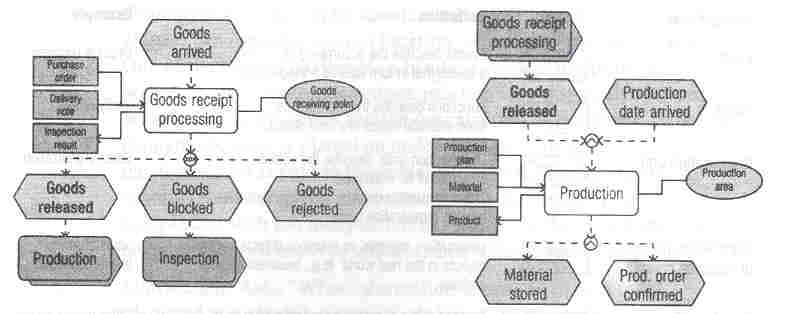 Goods
arrived
Purchase
order
Delivery
note
Inspection
result
Goods receipt
processing
Goods
receiving point
XOR
Goods
released
Goods
blocked
Goods
rejected
Production
Inspection
Goods receipt
processing
Goods
released
Production
date arrived
Production
plan
Material
Product
Production
Production
area
Material
stored
Prod. order
confirmed